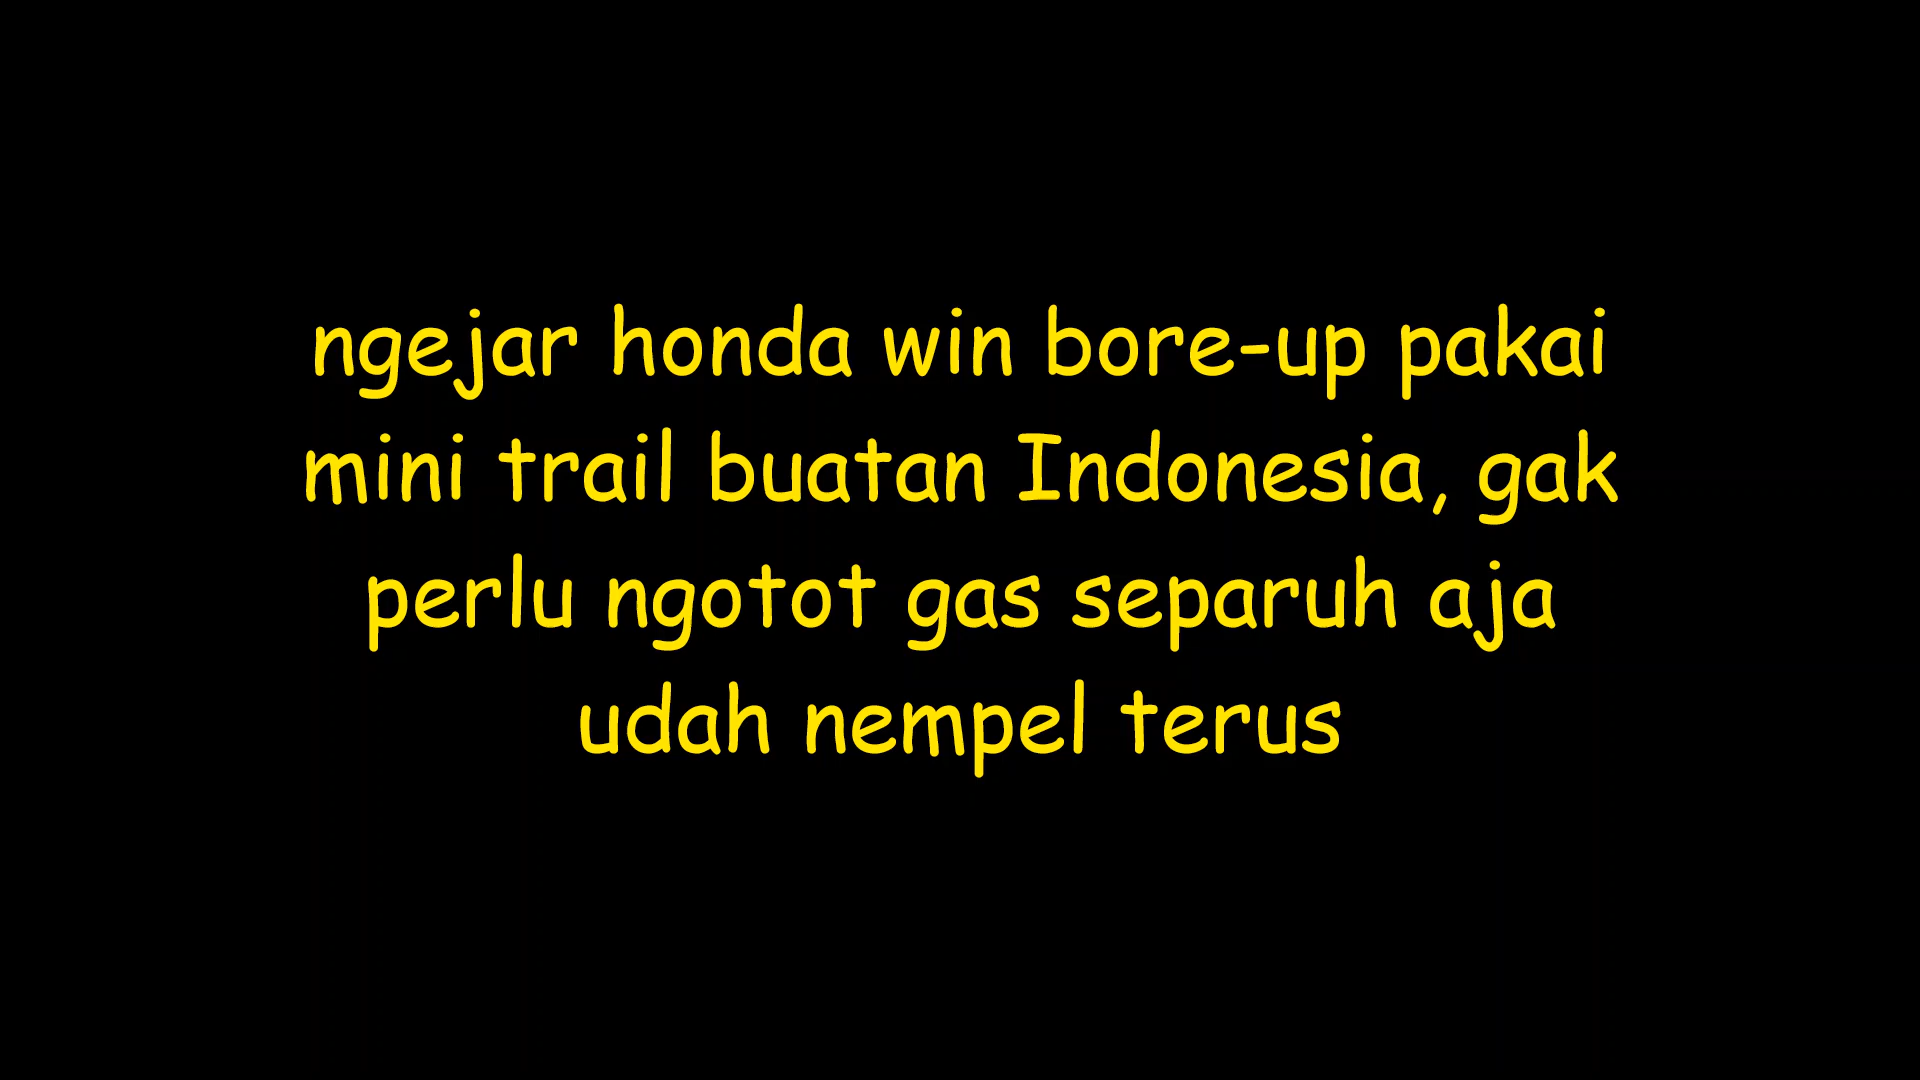 ngejar honda win bore-up pakai
mini trail buatan Indonesia, gak
perlu ngotot gas separuh aja
udah nempel terus